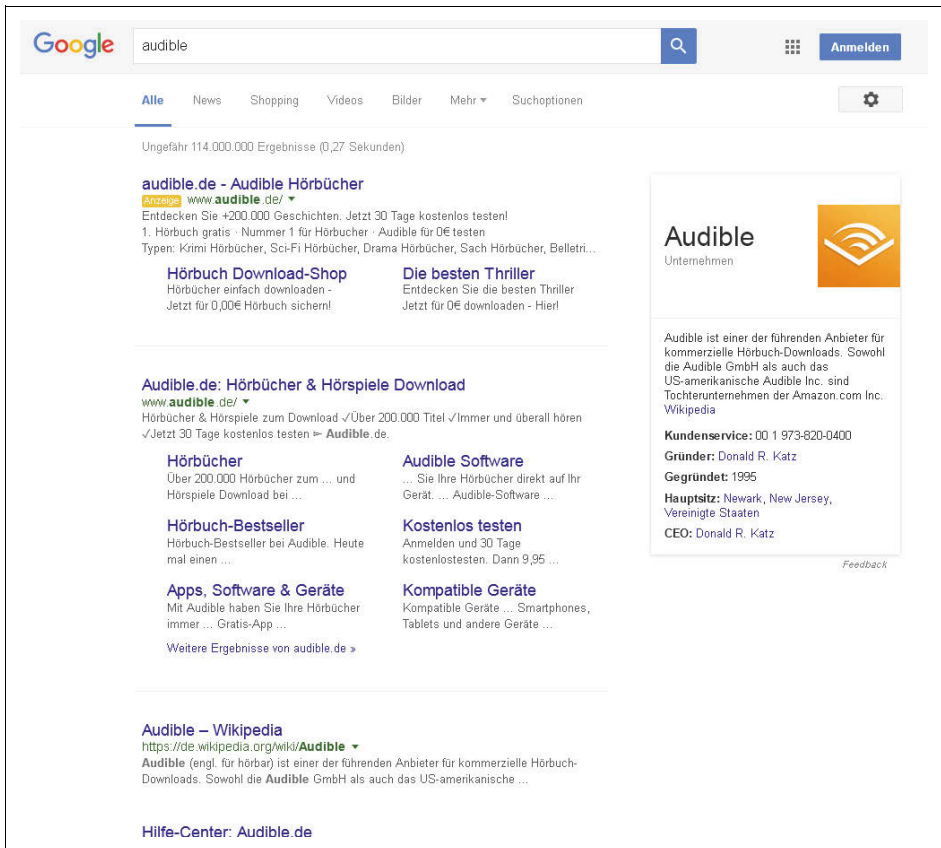 Google
audible
Anmelden
Alle News Shopping Videos Bilder Mehr Suchoptionen
Ungefähr 114.000.000 Ergebnisse (0,27 Sekunden)
audible.de - Audible Hörbücher
Anzeige www.audible.de/
Entdecken Sie +200.000 Geschichten. Jetzt 30 Tage kostenlos testen!
1. Hörbuch gratis · Nummer 1 für Hörbucher · Audible für 0€ testen
Typen: Krimi Hörbücher, Sci-Fi Hörbücher, Drama Hörbücher, Sach Hörbücher, Belletri...
Hörbuch Download-Shop
Hörbücher einfach downloaden -
Jetzt für 0,00€ Hörbuch sichern!
Die besten Thriller
Entdecken Sie die besten Thriller
Jetzt für 0€ downloaden - Hier!
Audible.de: Hörbücher & Hörspiele Download
www.audible.de/
Hörbücher & Hörspiele zum Download ✓Über 200.000 Titel ✓Immer und überall hören
✓Jetzt 30 Tage kostenlos testen ► Audible.de.
Hörbücher
Über 200.000 Hörbücher zum ... und
Hörspiele Download bei ...
Audible Software
... Sie Ihre Hörbücher direkt auf Ihr
Gerät. ... Audible-Software ...
Hörbuch-Bestseller
Hörbuch-Bestseller bei Audible. Heute
mal einen ...
Kostenlos testen
Anmelden und 30 Tage
kostenlostesten. Dann 9,95 ...
Apps, Software & Geräte
Mit Audible haben Sie Ihre Hörbücher
immer ... Gratis-App ...
Kompatible Geräte
Kompatible Geräte ... Smartphones,
Tablets und andere Geräte ...
Weitere Ergebnisse von audible.de »
Audible – Wikipedia
https://de.wikipedia.org/wiki/Audible
Audible (engl. für hörbar) ist einer der führenden Anbieter für kommerzielle Hörbuch-
Downloads. Sowohl die Audible GmbH als auch das US-amerikanische ...
Hilfe-Center: Audible.de
Audible
Unternehmen
Audible ist einer der führenden Anbieter für
kommerzielle Hörbuch-Downloads. Sowohl
die Audible GmbH als auch das
US-amerikanische Audible Inc. sind
Tochterunternehmen der Amazon.com Inc.
Wikipedia
Kundenservice: 00 1 973-820-0400
Gründer: Donald R. Katz
Gegründet: 1995
Hauptsitz: Newark, New Jersey,
Vereinigte Staaten
CEO: Donald R. Katz
Feedback